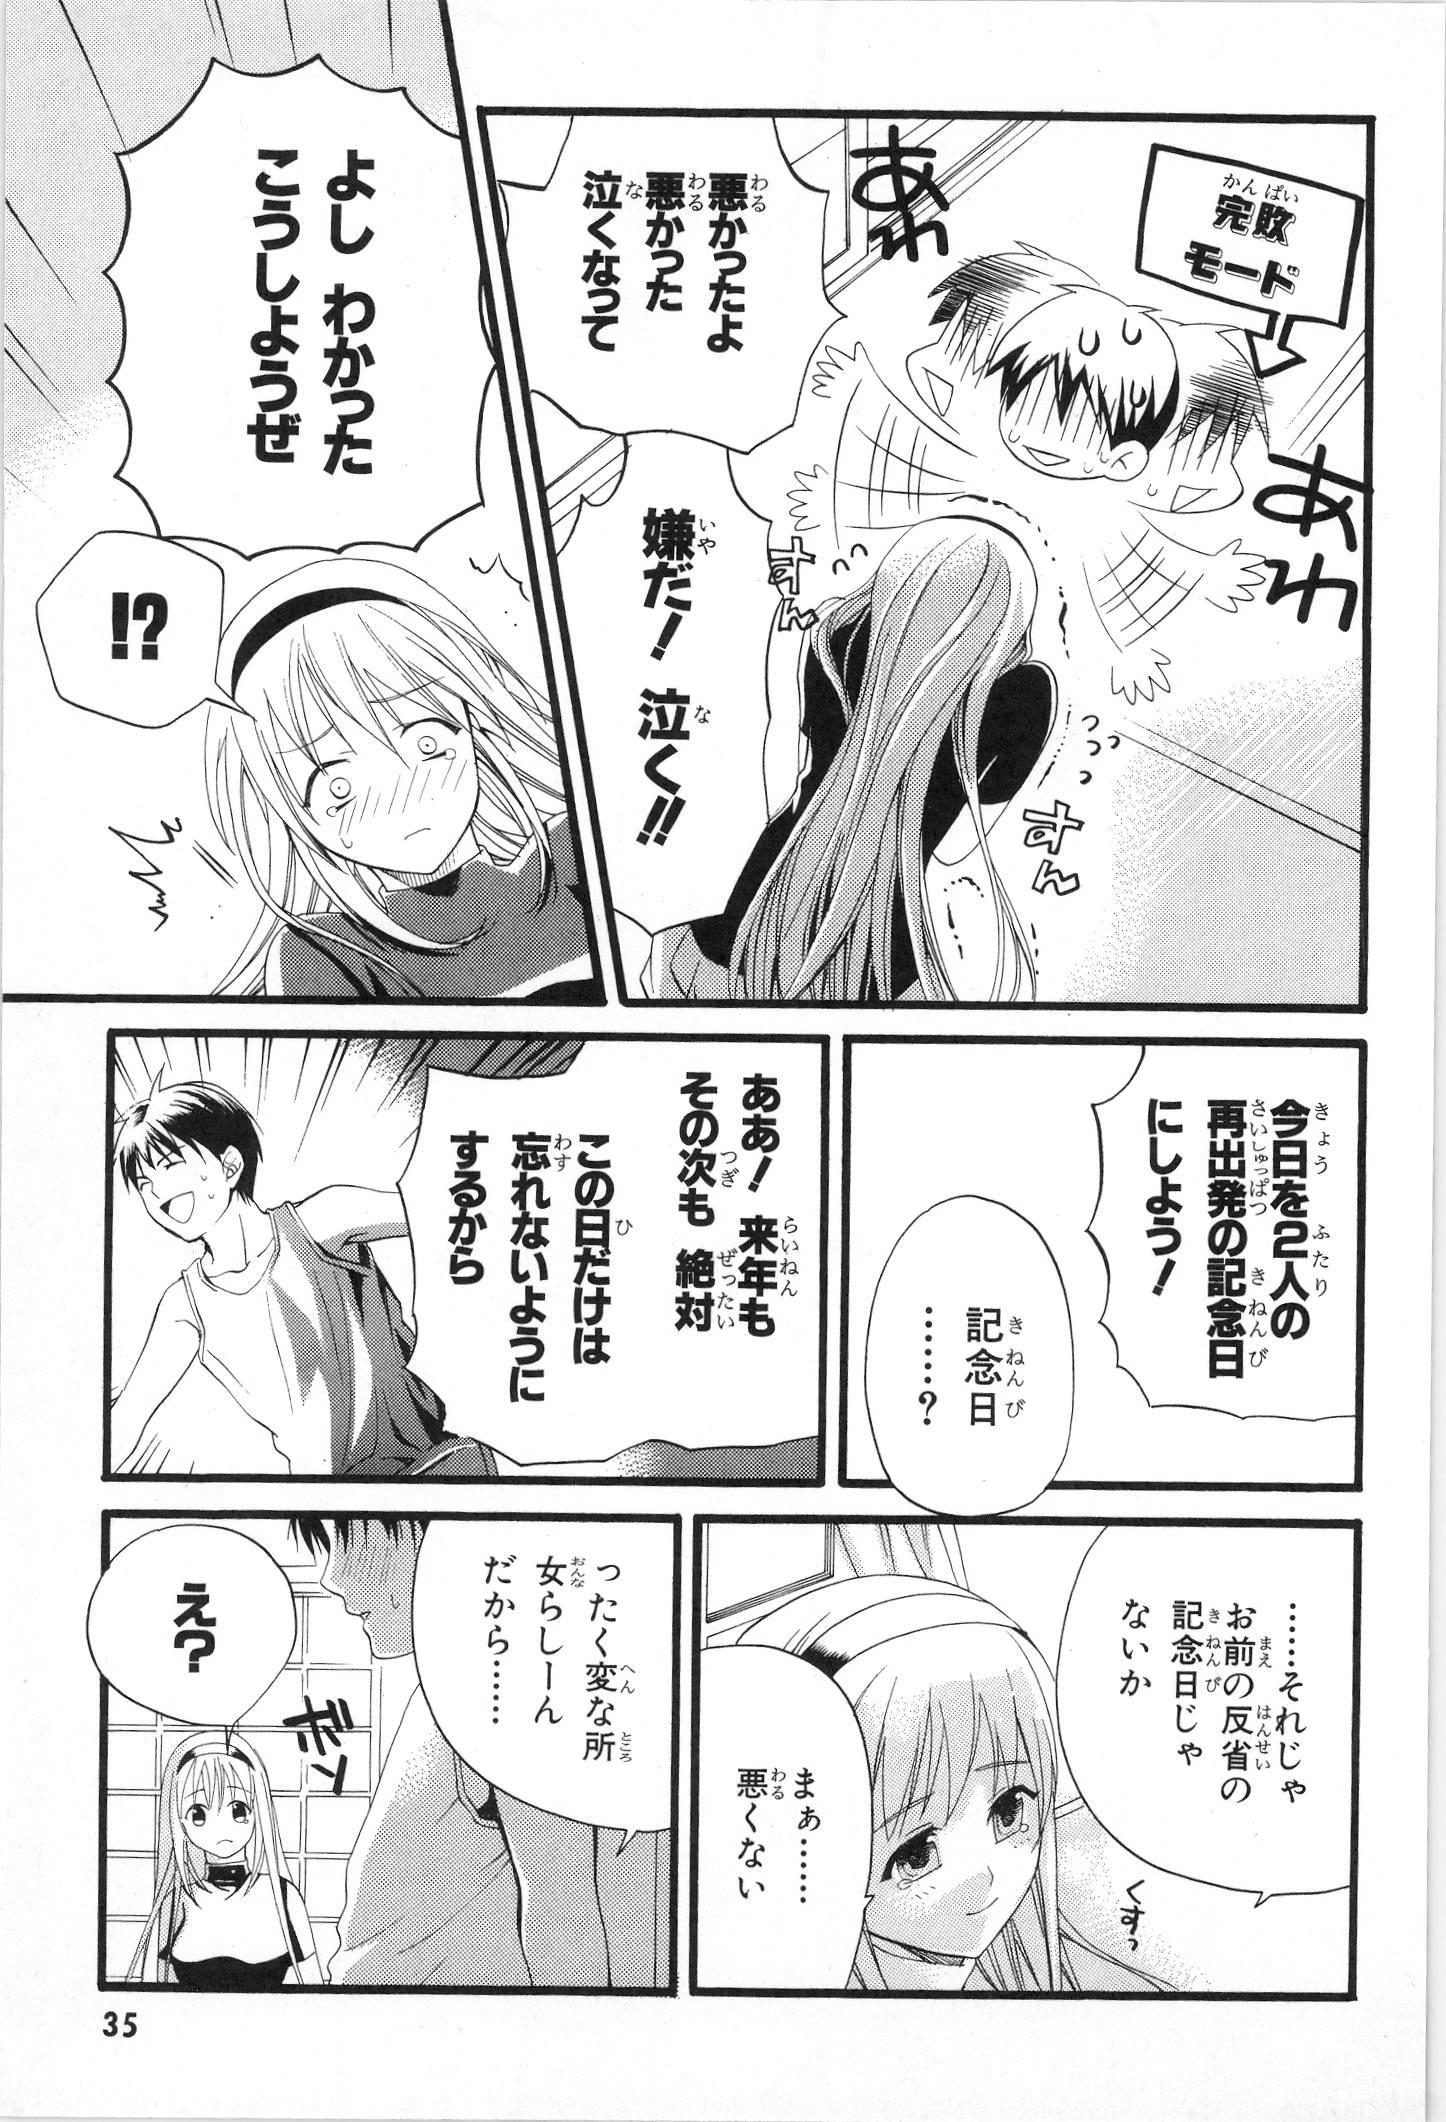 完敗
モード
あわ
あわ
悪かったよ
悪かった
泣くなって
嫌だ！泣く!!
すん
すん
っっっ
よし わかった
こうしようぜ
!?
今日を2人の
再出発の記念日
にしよう！
記念日
……？
ああ！来年も
その次も 絶対
この日だけは
忘れないように
するから
……それじゃ
お前の反省の
記念日じゃ
ないか
くすっ
まぁ……
悪くない
ったく変な所
女らしーん
だから……
ボソ
え？
35